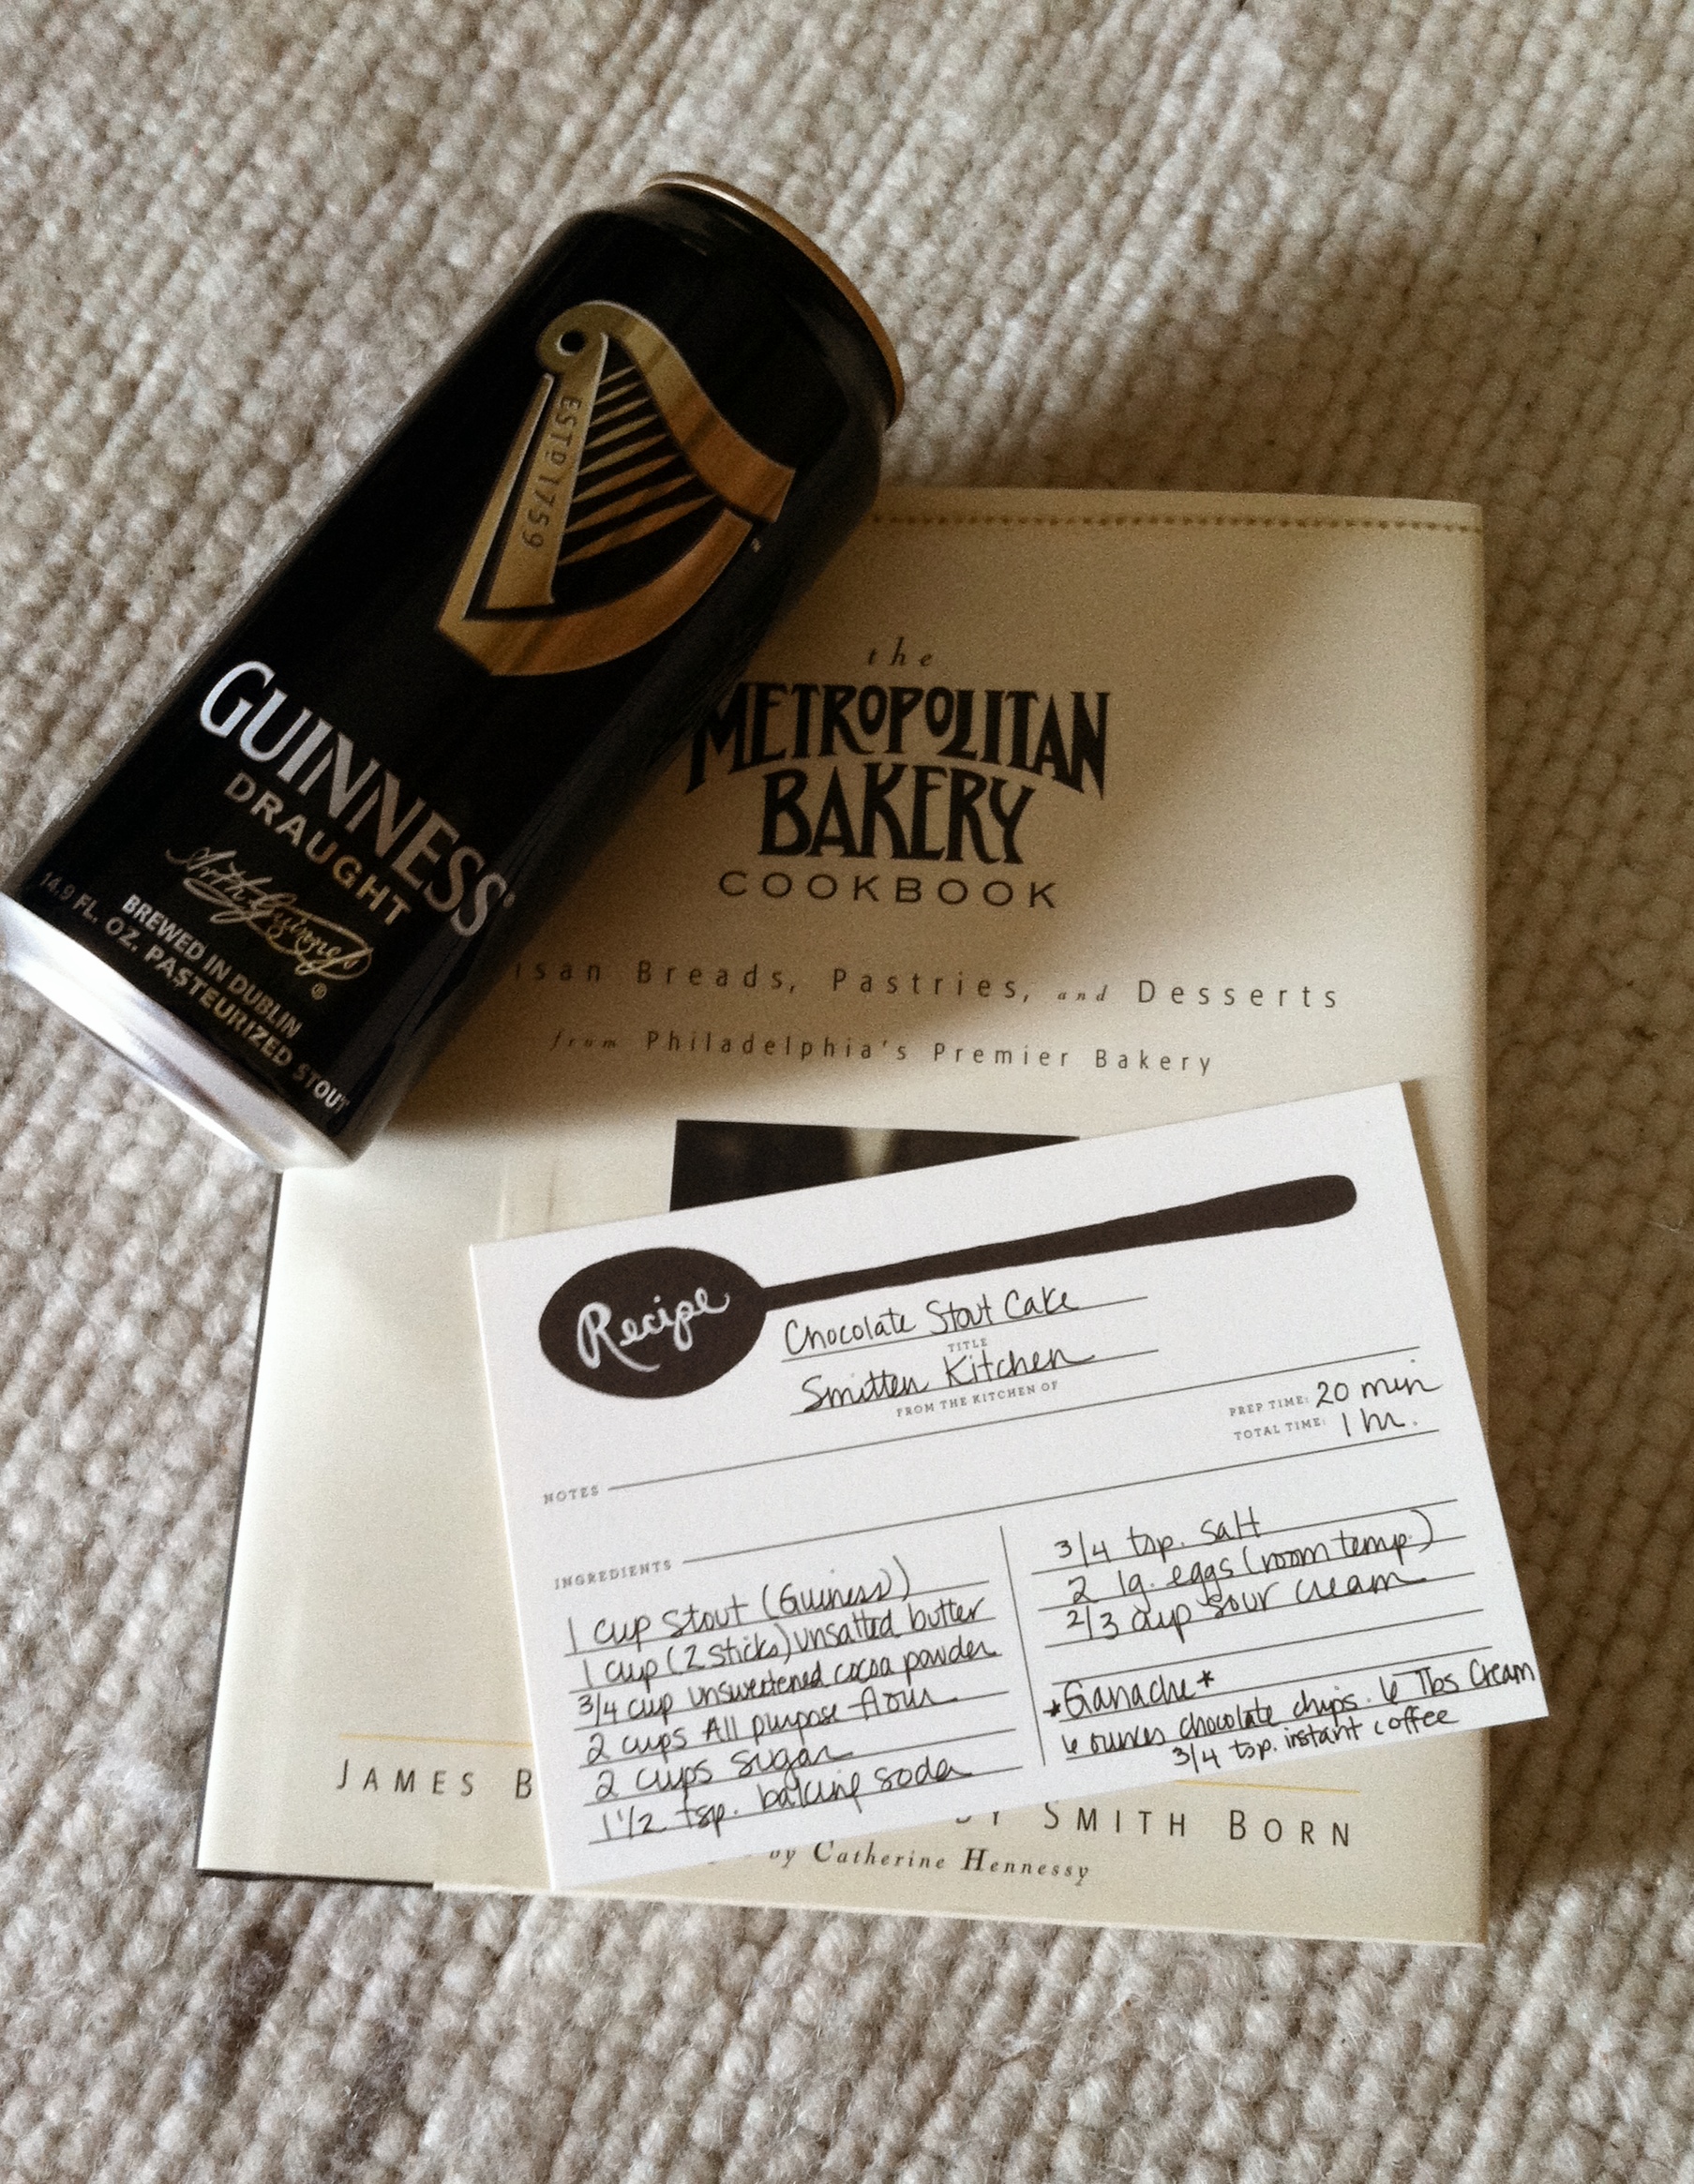 ESTD 1759
GUINNESS®
DRAUGHT
Arthur Guinness
®
BREWED IN DUBLIN
14.9 FL. OZ. PASTEURIZED STOUT
the
METROPOLITAN
BAKERY
COOKBOOK
Breads, Pastries, and Desserts
from Philadelphia's Premier Bakery
Recipe
Chocolate Stout Cake
TITLE
Smitten Kitchen
FROM THE KITCHEN OF
PREP TIME: 20 min
TOTAL TIME: 1 hr.
NOTES
INGREDIENTS
1 cup Stout (Guiness)
1 cup (2 sticks) unsalted butter
3/4 cup unsweetened cocoa powder
2 cups All purpose flour
2 cups sugar
1 1/2 tsp. baking soda
3/4 tsp. salt
2 lg. eggs (room temp.)
2/3 cup sour cream
*Ganache*
6 ounces chocolate chips. 6 Tbs Cream
3/4 tsp. instant coffee
JAMES B
SMITH BORN
by Catherine Hennessy